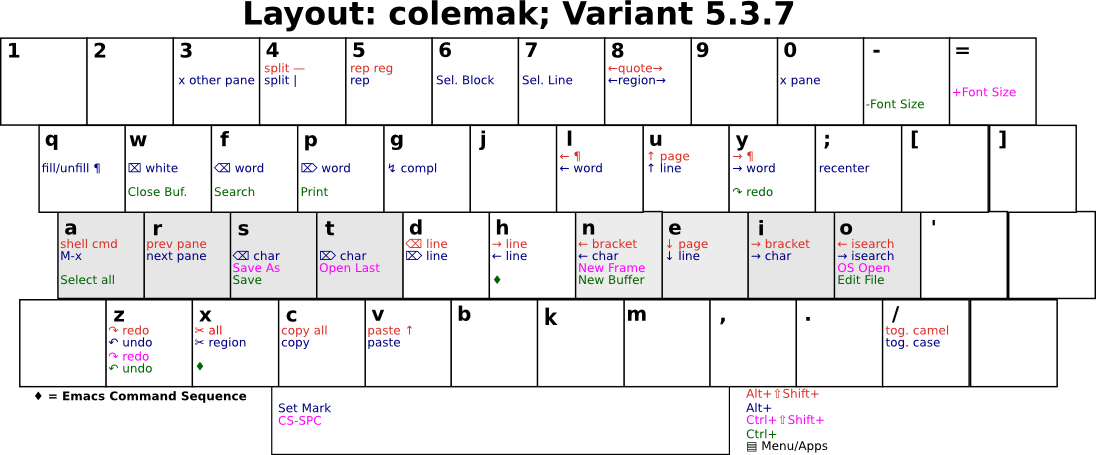 Layout: colemak; Variant 5.3.7
1
2
3
x other pane
4
split —
split |
5
rep reg
rep
6
Sel. Block
7
Sel. Line
8
←quote→
←region→
9
0
x pane
-
-Font Size
=
+Font Size
q
fill/unfill ¶
w
⌧ white
Close Buf.
f
⌫ word
Search
p
⌦ word
Print
g
↯ compl
j
l
← ¶
← word
u
↑ page
↑ line
y
→ ¶
→ word
↷ redo
;
recenter
[
]
a
shell cmd
M-x
Select all
r
prev pane
next pane
s
⌫ char
Save As
Save
t
⌦ char
Open Last
d
⌫ line
⌦ line
h
→ line
← line
♦
n
← bracket
← char
New Frame
New Buffer
e
↓ page
↓ line
i
→ bracket
→ char
o
← isearch
→ isearch
OS Open
Edit File
'
z
↷ redo
↶ undo
↷ redo
↶ undo
x
✂ all
✂ region
♦
c
copy all
copy
v
paste ↑
paste
b
k
m
,
.
/
tog. camel
tog. case
♦ = Emacs Command Sequence
Set Mark
CS-SPC
Alt+⇧Shift+
Alt+
Ctrl+⇧Shift+
Ctrl+
▤ Menu/Apps